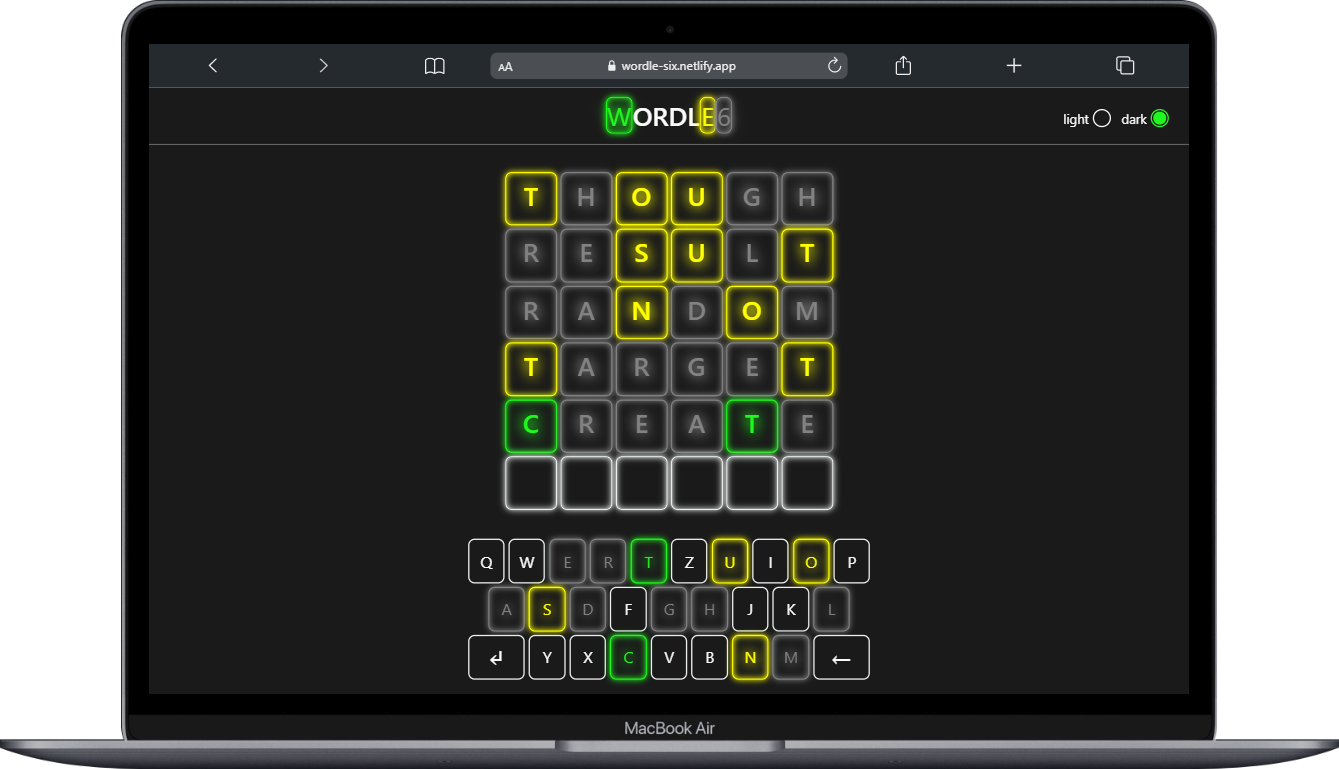 AA wordle-six.netlify.app
WORDLE6
light dark
T H O U G H
R E S U L T
R A N D O M
T A R G E T
C R E A T E
Q W E R T Z U I O P
A S D F G H J K L
↵ Y X C V B N M ←
MacBook Air